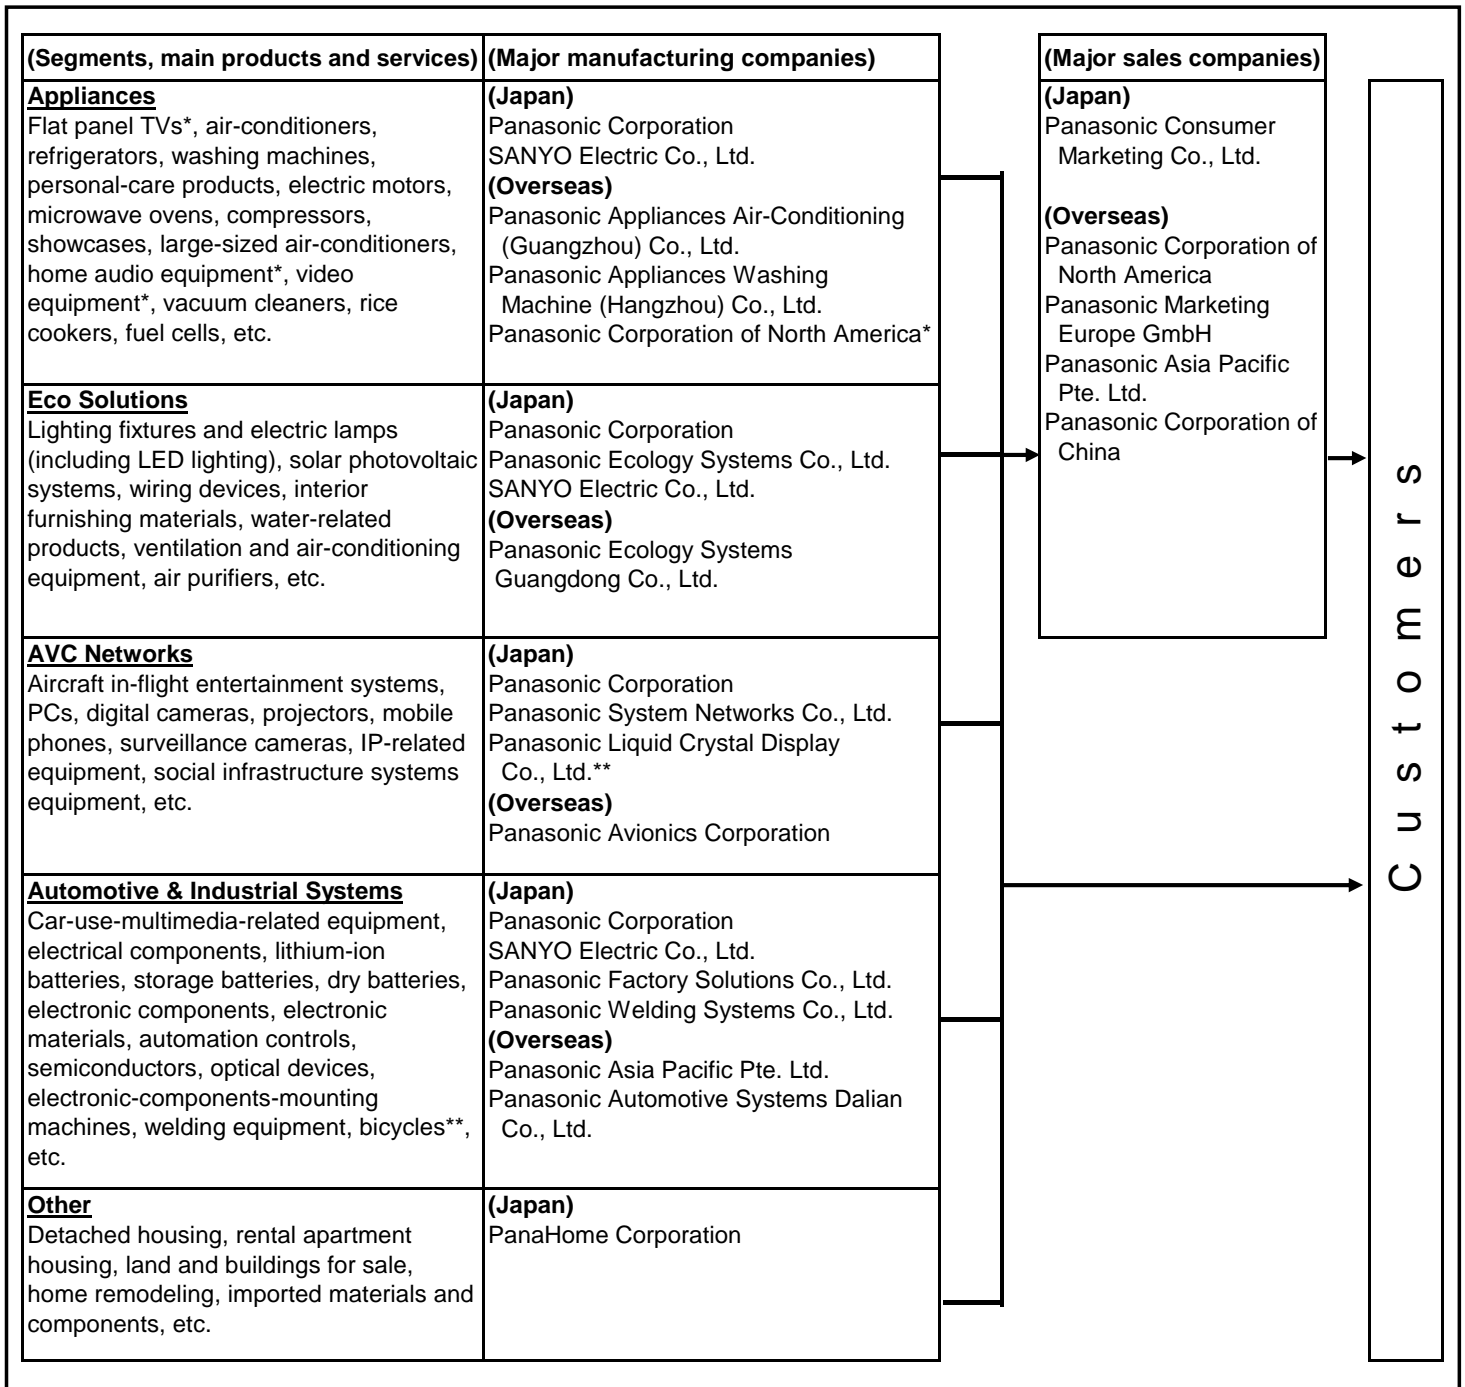 (Segments, main products and services)
(Major manufacturing companies)
(Major sales companies)
Appliances
Flat panel TVs*, air-conditioners,
refrigerators, washing machines,
personal-care products, electric motors,
microwave ovens, compressors,
showcases, large-sized air-conditioners,
home audio equipment*, video
equipment*, vacuum cleaners, rice
cookers, fuel cells, etc.
(Japan)
Panasonic Corporation
SANYO Electric Co., Ltd.
(Overseas)
Panasonic Appliances Air-Conditioning
(Guangzhou) Co., Ltd.
Panasonic Appliances Washing
Machine (Hangzhou) Co., Ltd.
Panasonic Corporation of North America*
Eco Solutions
Lighting fixtures and electric lamps
(including LED lighting), solar photovoltaic
systems, wiring devices, interior
furnishing materials, water-related
products, ventilation and air-conditioning
equipment, air purifiers, etc.
(Japan)
Panasonic Corporation
Panasonic Ecology Systems Co., Ltd.
SANYO Electric Co., Ltd.
(Overseas)
Panasonic Ecology Systems
Guangdong Co., Ltd.
AVC Networks
Aircraft in-flight entertainment systems,
PCs, digital cameras, projectors, mobile
phones, surveillance cameras, IP-related
equipment, social infrastructure systems
equipment, etc.
(Japan)
Panasonic Corporation
Panasonic System Networks Co., Ltd.
Panasonic Liquid Crystal Display
Co., Ltd.**
(Overseas)
Panasonic Avionics Corporation
Automotive & Industrial Systems
Car-use-multimedia-related equipment,
electrical components, lithium-ion
batteries, storage batteries, dry batteries,
electronic components, electronic
materials, automation controls,
semiconductors, optical devices,
electronic-components-mounting
machines, welding equipment, bicycles**,
etc.
(Japan)
Panasonic Corporation
SANYO Electric Co., Ltd.
Panasonic Factory Solutions Co., Ltd.
Panasonic Welding Systems Co., Ltd.
(Overseas)
Panasonic Asia Pacific Pte. Ltd.
Panasonic Automotive Systems Dalian
Co., Ltd.
Other
Detached housing, rental apartment
housing, land and buildings for sale,
home remodeling, imported materials and
components, etc.
(Japan)
PanaHome Corporation
(Japan)
Panasonic Consumer
Marketing Co., Ltd.
(Overseas)
Panasonic Corporation of
North America
Panasonic Marketing
Europe GmbH
Panasonic Asia Pacific
Pte. Ltd.
Panasonic Corporation of
China
Customers